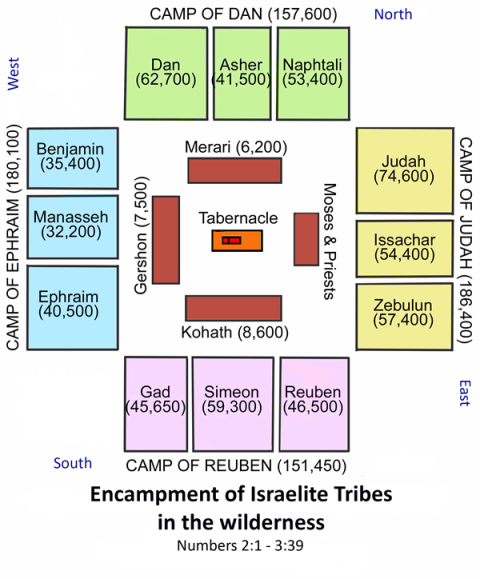 CAMP OF DAN (157,600)
North
West
Dan
(62,700)
Asher
(41,500)
Naphtali
(53,400)
CAMP OF EPHRAIM (180,100)
Benjamin
(35,400)
Manasseh
(32,200)
Ephraim
(40,500)
Merari (6,200)
Gershon (7,500)
Tabernacle
Moses & Priests
Kohath (8,600)
Judah
(74,600)
Issachar
(54,400)
Zebulun
(57,400)
CAMP OF JUDAH (186,400)
East
Gad
(45,650)
Simeon
(59,300)
Reuben
(46,500)
South
CAMP OF REUBEN (151,450)
Encampment of Israelite Tribes
in the wilderness
Numbers 2:1 - 3:39